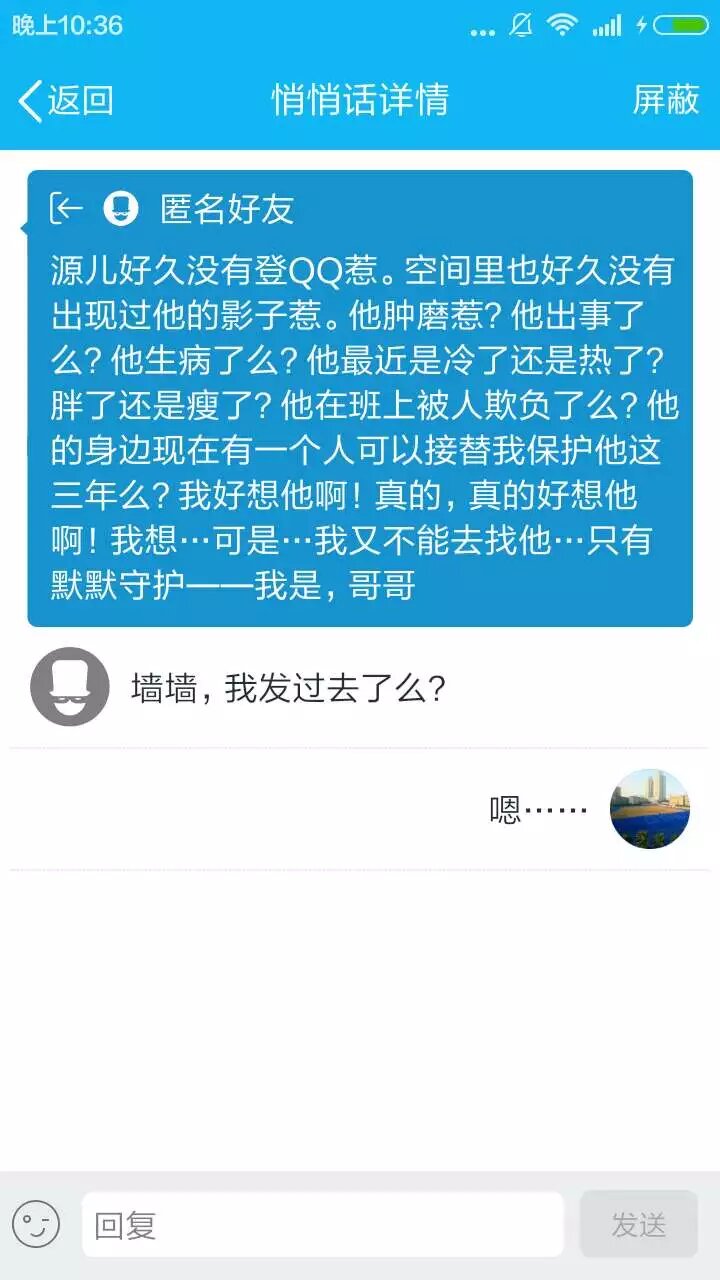 晚上10:36
返回
悄悄话详情
屏蔽
匿名好友
源儿好久没有登QQ惹。空间里也好久没有
出现过他的影子惹。他肿磨惹？他出事了
么？他生病了么？他最近是冷了还是热了？
胖了还是瘦了？他在班上被人欺负了么？他
的身边现在有一个人可以接替我保护他这
三年么？我好想他啊！真的，真的好想他
啊！我想…可是…我又不能去找他…只有
默默守护——我是，哥哥
墙墙，我发过去了么？
嗯……
回复
发送